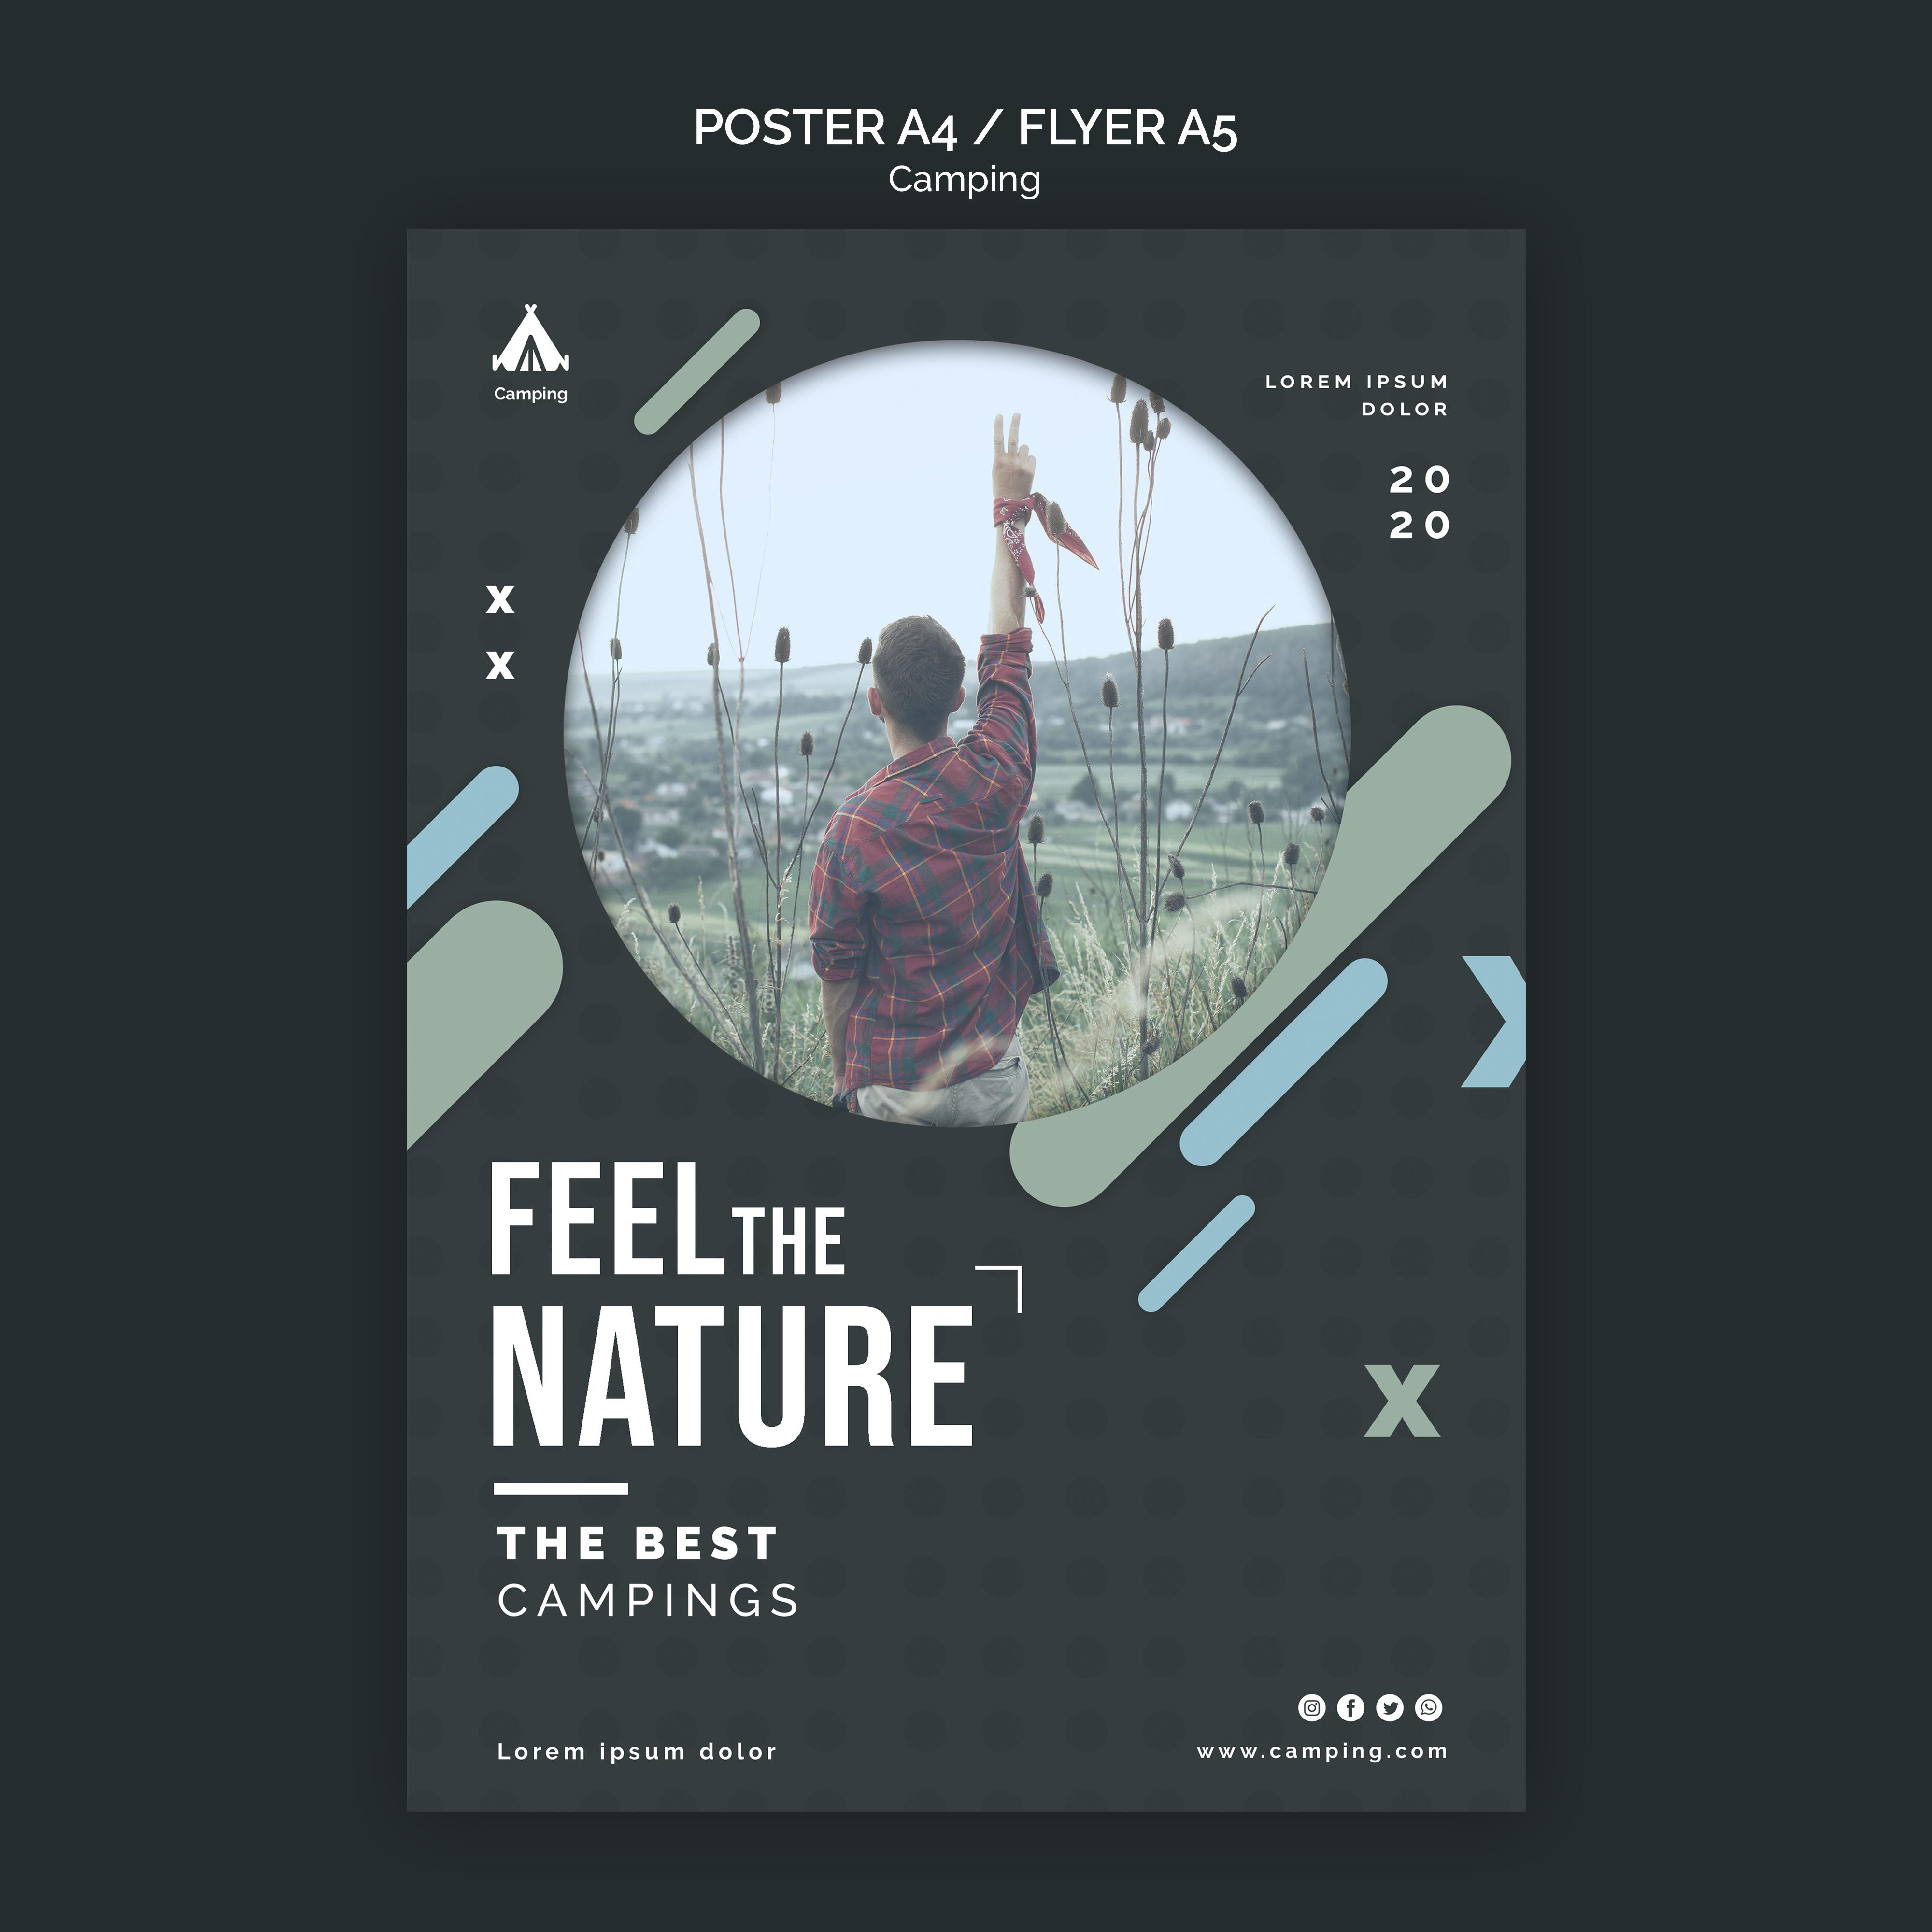 POSTER A4 / FLYER A5
Camping
Camping
LOREM IPSUM
DOLOR
20
20
x
x
x
x
FEEL THE
NATURE
THE BEST
CAMPINGS
Lorem ipsum dolor
www.camping.com